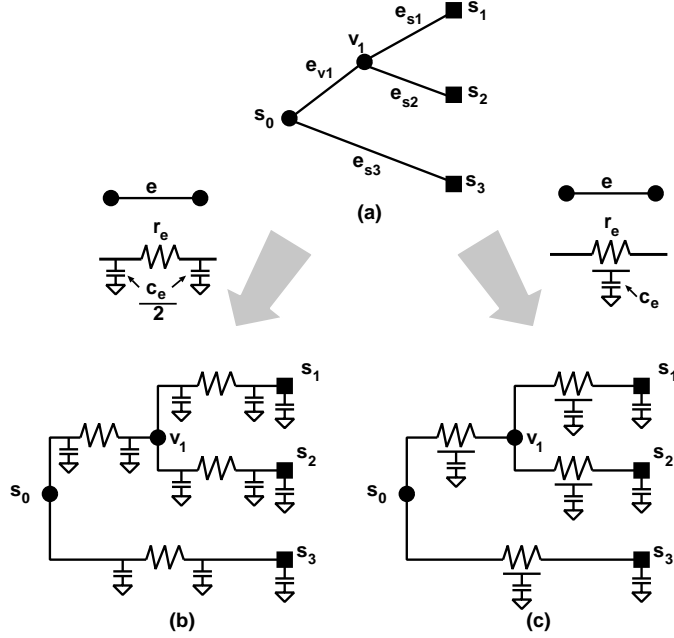 e_s1 s_1
v_1
e_v1
e_s2 s_2
s_0
e_s3
s_3
(a)
e
r_e
c_e
2
e
r_e
c_e
s_1
v_1
s_2
s_0
s_3
(b)
s_1
v_1
s_2
s_0
s_3
(c)